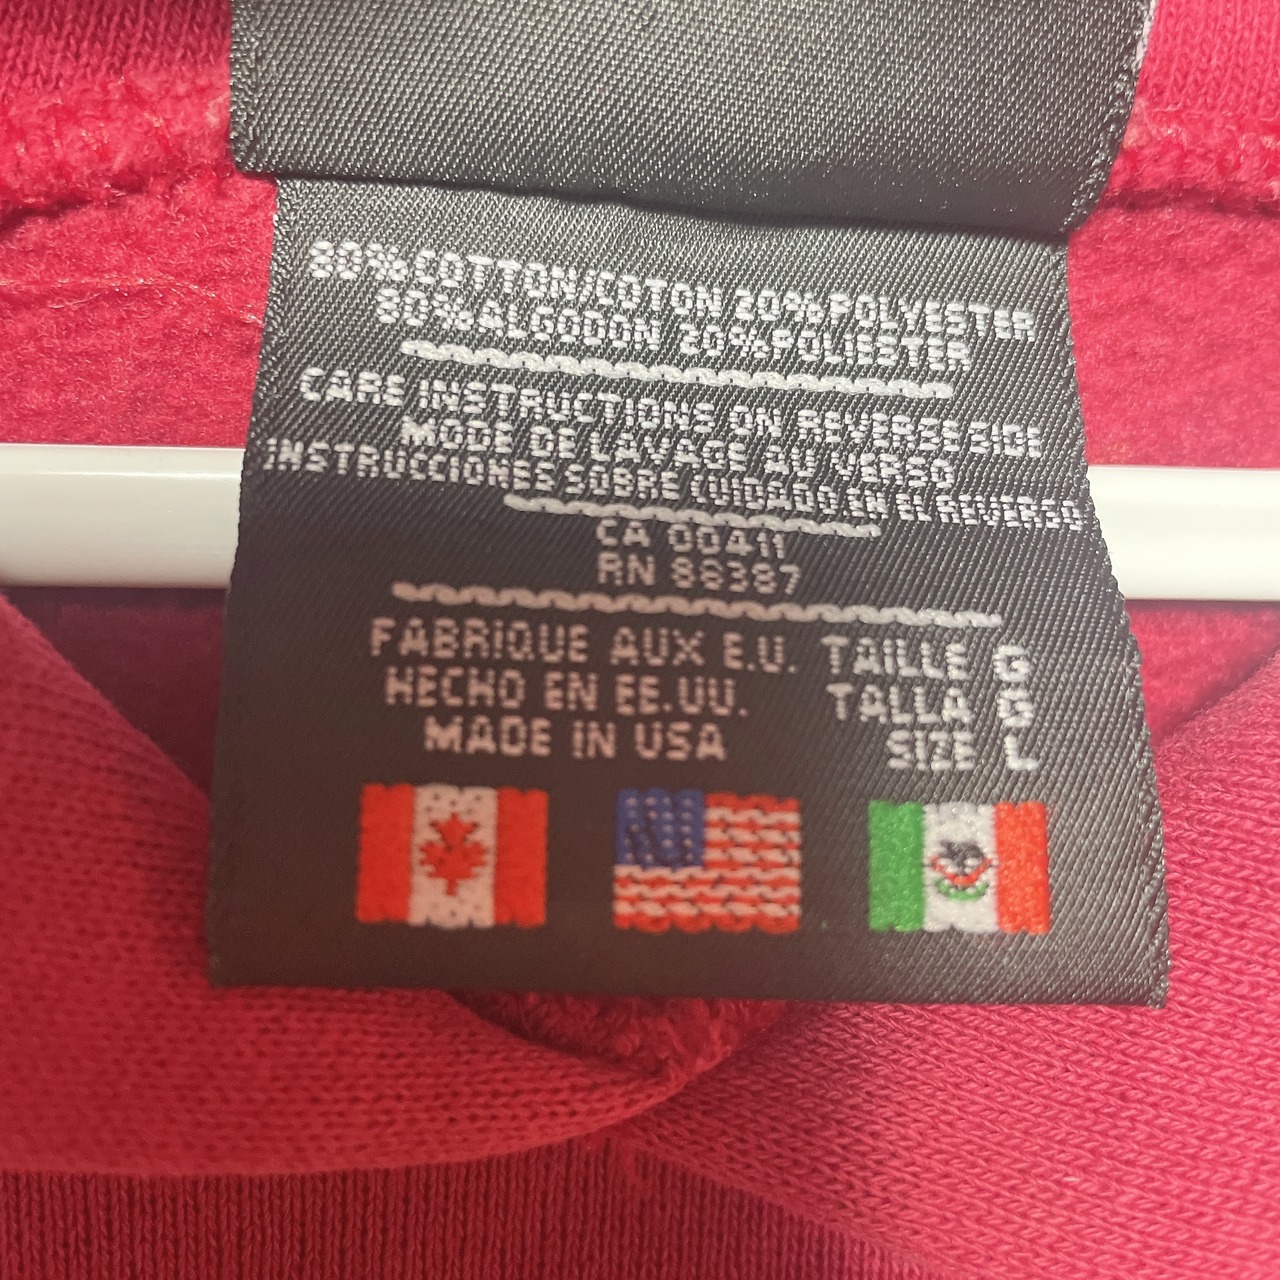 80% COTTON/COTON 20% POLYESTER
80% ALGODON 20% POLIESTER
CARE INSTRUCTIONS ON REVERSE SIDE
MODE DE LAVAGE AU VERSO
INSTRUCCIONES SOBRE CUIDADO EN EL REVERSO
CA 00411
RN 88387
FABRIQUE AUX E.U. TAILLE G
HECHO EN EE.UU. TALLA G
MADE IN USA SIZE L